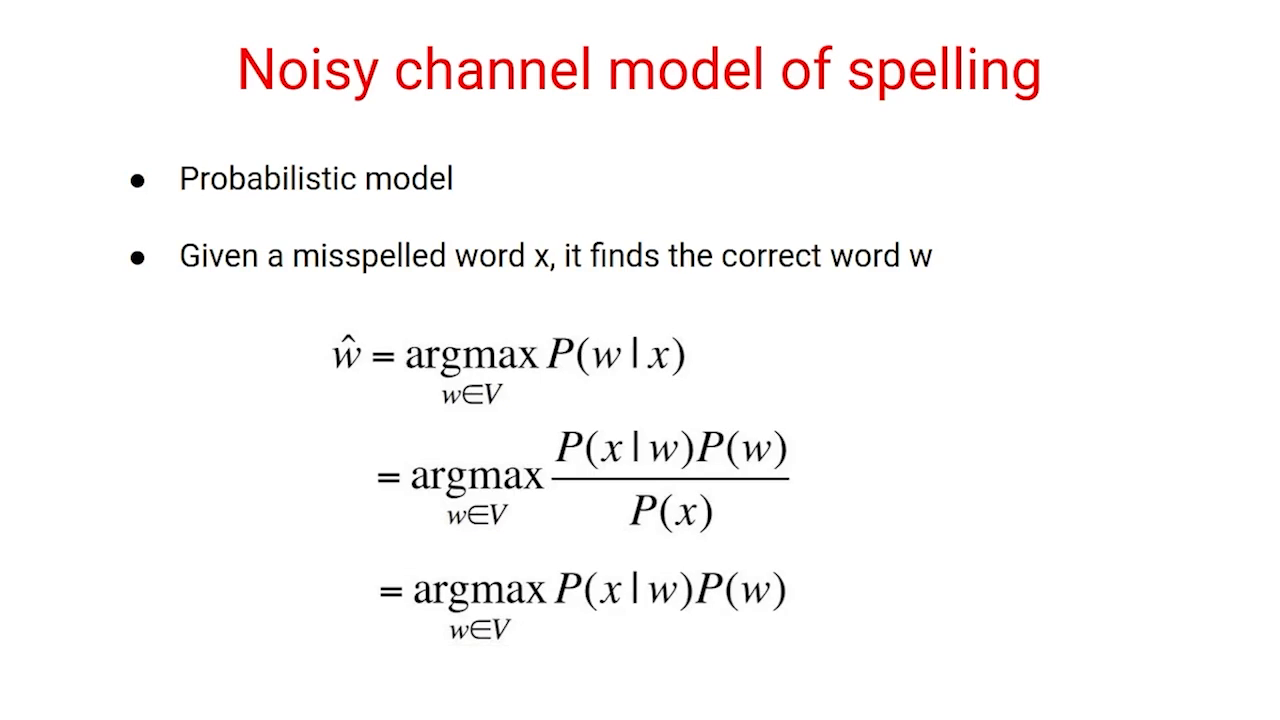 Noisy channel model of spelling
● Probabilistic model
● Given a misspelled word x, it finds the correct word w
ŵ = argmax P(w | x)
w∈V
= argmax P(x | w)P(w) / P(x)
w∈V
= argmax P(x | w)P(w)
w∈V